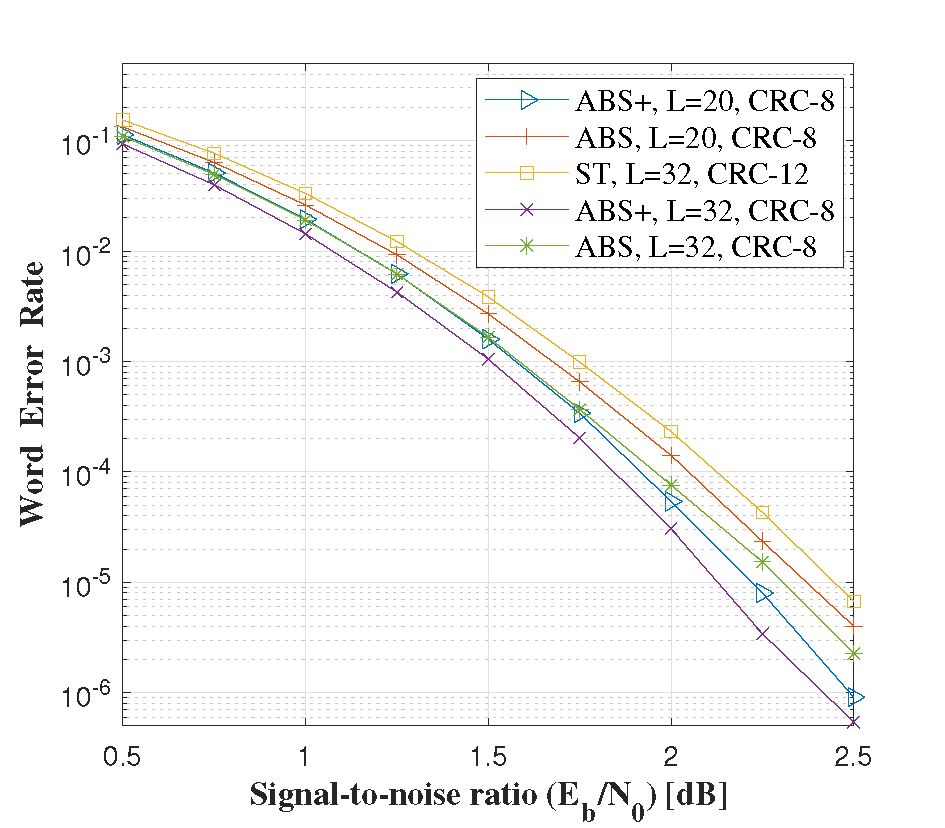 ABS+, L=20, CRC-8
ABS, L=20, CRC-8
ST, L=32, CRC-12
ABS+, L=32, CRC-8
ABS, L=32, CRC-8
10^-1
10^-2
10^-3
10^-4
10^-5
10^-6
Word Error Rate
0.5 1 1.5 2 2.5
Signal-to-noise ratio (E_b/N_0) [dB]